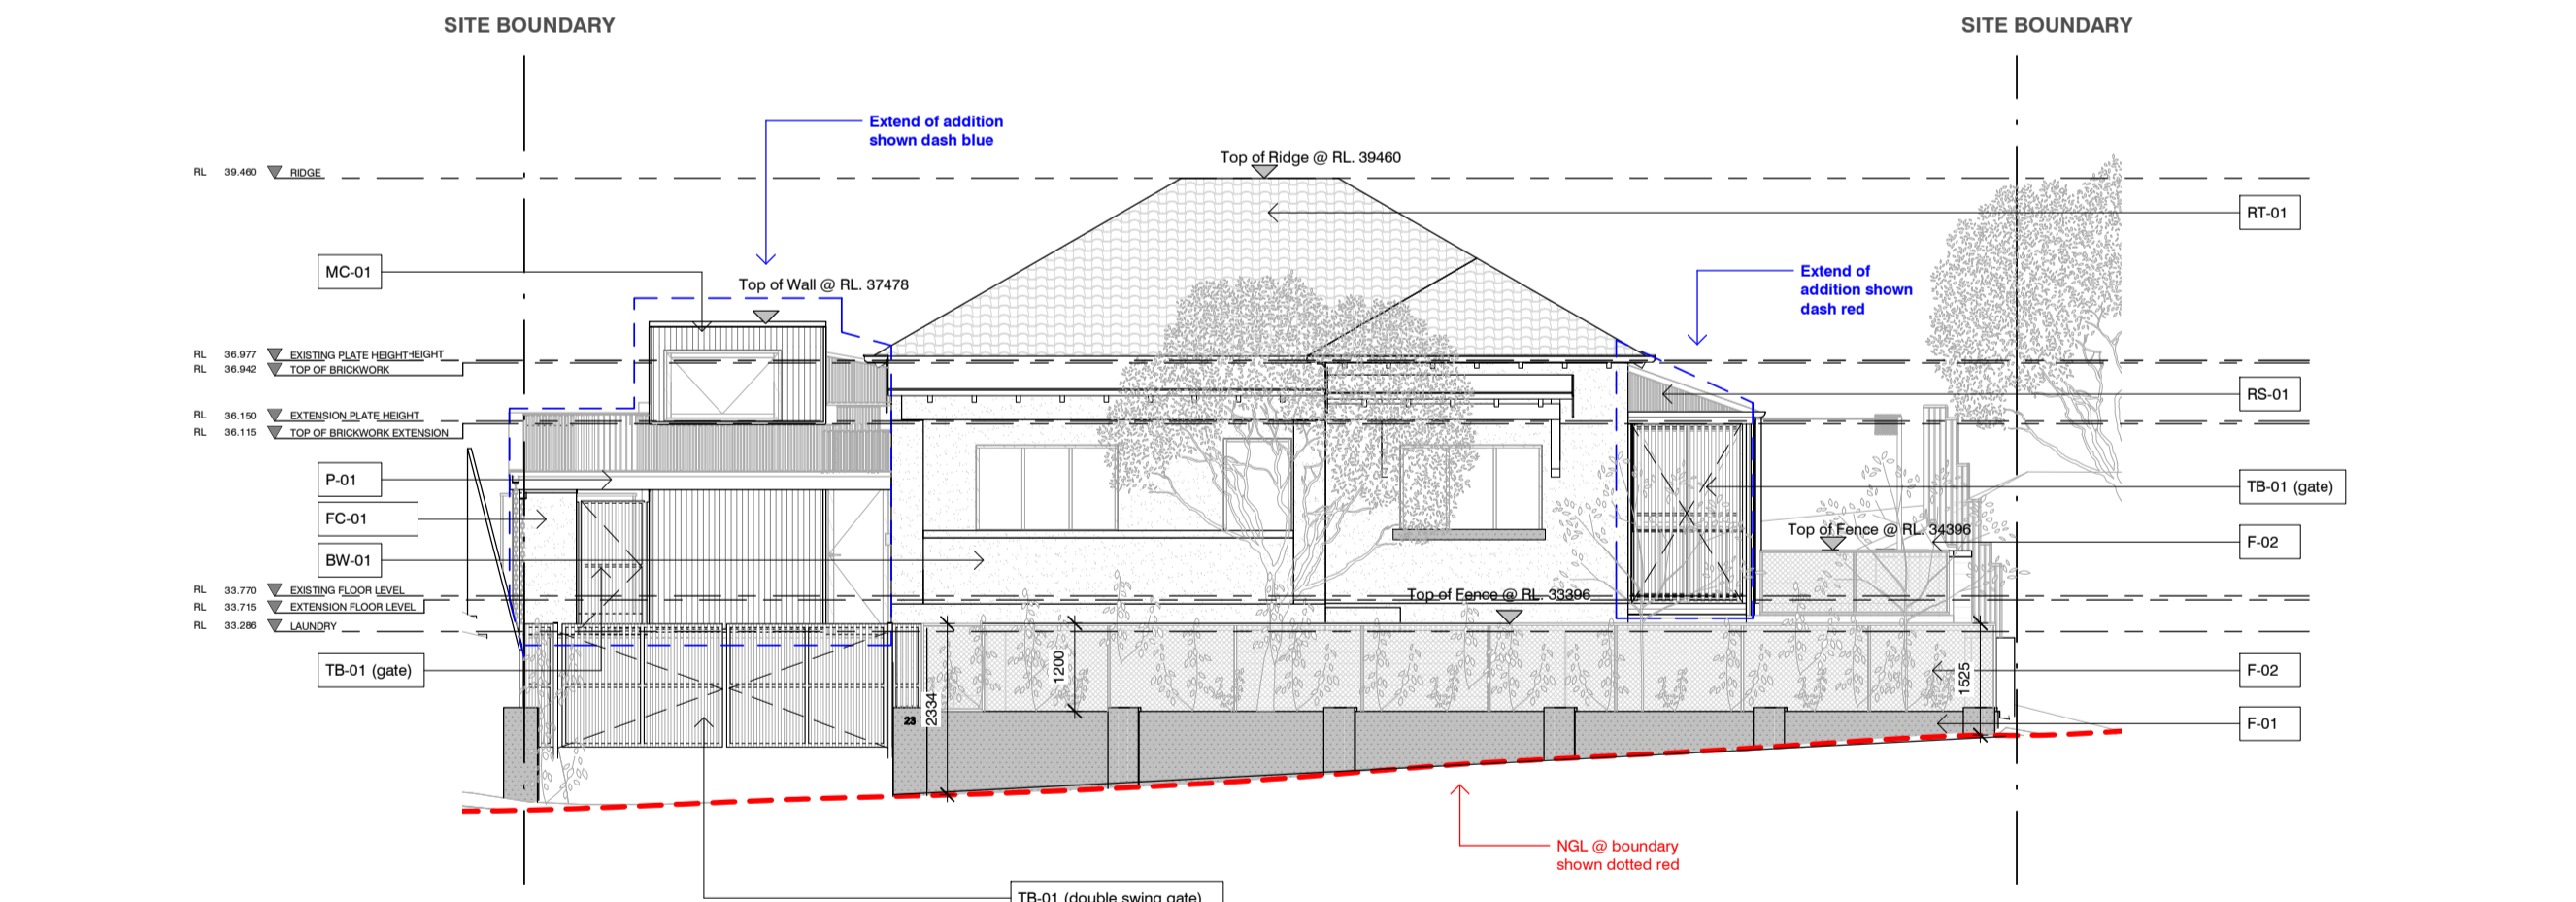 SITE BOUNDARY
SITE BOUNDARY
Extend of addition
shown dash blue
Top of Ridge @ RL. 39460
RL 39.460 RIDGE
RT-01
MC-01
Top of Wall @ RL. 37478
Extend of
addition shown
dash red
RL 36.977 EXISTING PLATE HEIGHT
RL 36.942 TOP OF BRICKWORK
RS-01
RL 36.150 EXTENSION PLATE HEIGHT
RL 36.115 TOP OF BRICKWORK EXTENSION
P-01
TB-01 (gate)
FC-01
Top of Fence @ RL. 34396
F-02
BW-01
RL 33.770 EXISTING FLOOR LEVEL
Top of Fence @ RL. 33396
RL 33.715 EXTENSION FLOOR LEVEL
RL 33.286 LAUNDRY
TB-01 (gate)
1200
1525
F-02
2334
23
F-01
NGL @ boundary
shown dotted red
TB-01 (double swing gate)